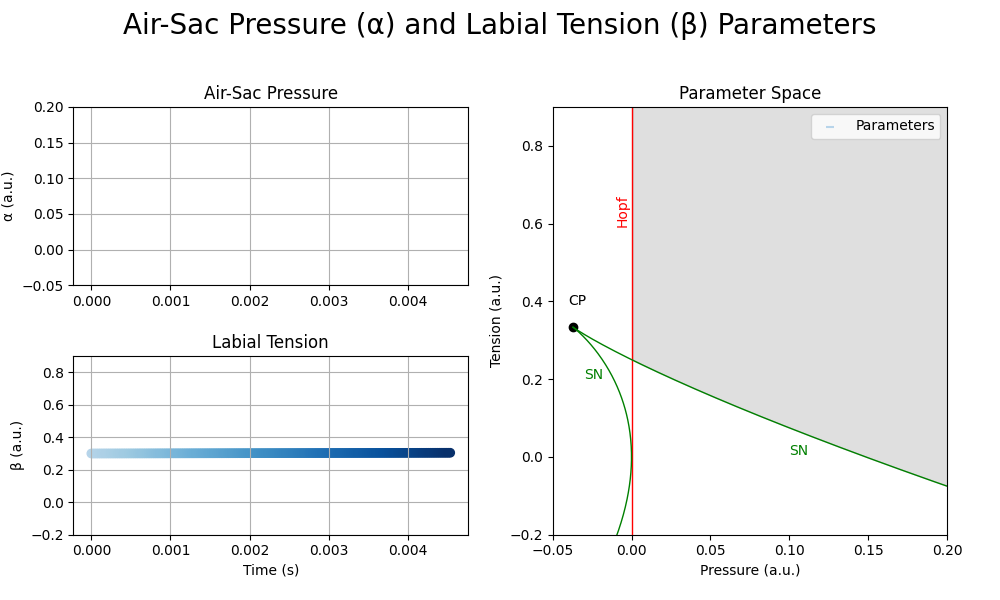 Air-Sac Pressure (α) and Labial Tension (β) Parameters
Air-Sac Pressure
0.20
0.15
0.10
0.05
0.00
−0.05
α (a.u.)
0.000 0.001 0.002 0.003 0.004
Labial Tension
0.8
0.6
0.4
0.2
0.0
−0.2
β (a.u.)
0.000 0.001 0.002 0.003 0.004
Time (s)
Parameter Space
Parameters
0.8
0.6
0.4
0.2
0.0
−0.2
Tension (a.u.)
Hopf
CP
SN
SN
−0.05 0.00 0.05 0.10 0.15 0.20
Pressure (a.u.)